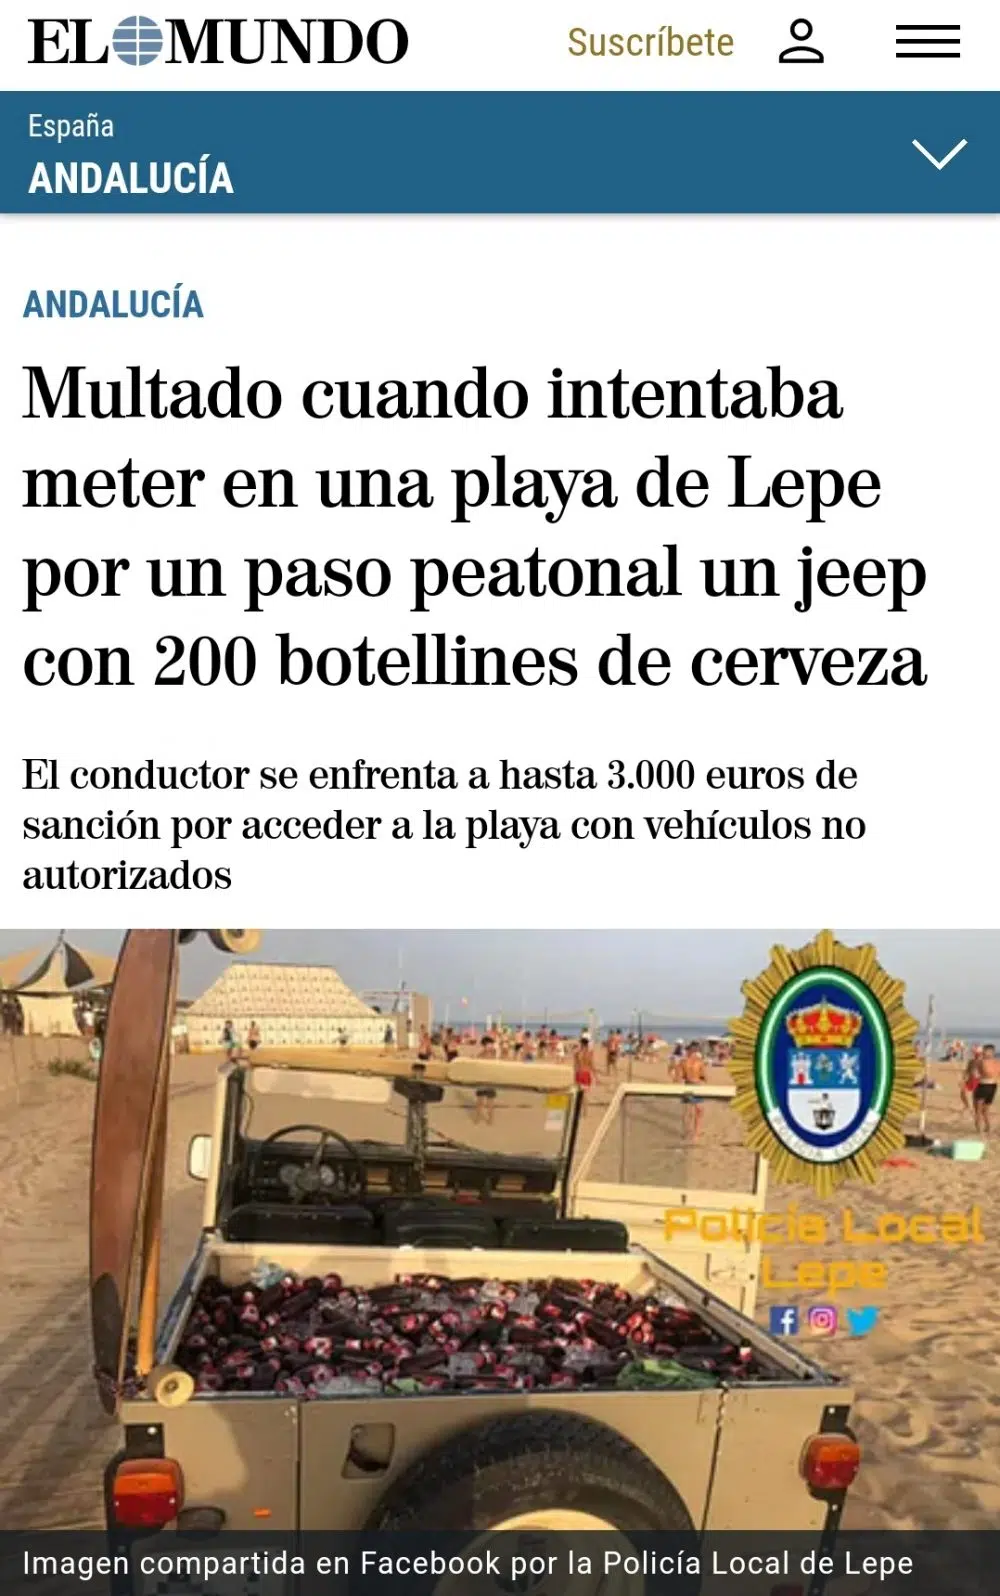 EL MUNDO
Suscríbete
España
ANDALUCÍA
ANDALUCÍA
Multado cuando intentaba
meter en una playa de Lepe
por un paso peatonal un jeep
con 200 botellines de cerveza
El conductor se enfrenta a hasta 3.000 euros de
sanción por acceder a la playa con vehículos no
autorizados
POLICÍA LOCAL
Policía Local
Lepe
Imagen compartida en Facebook por la Policía Local de Lepe